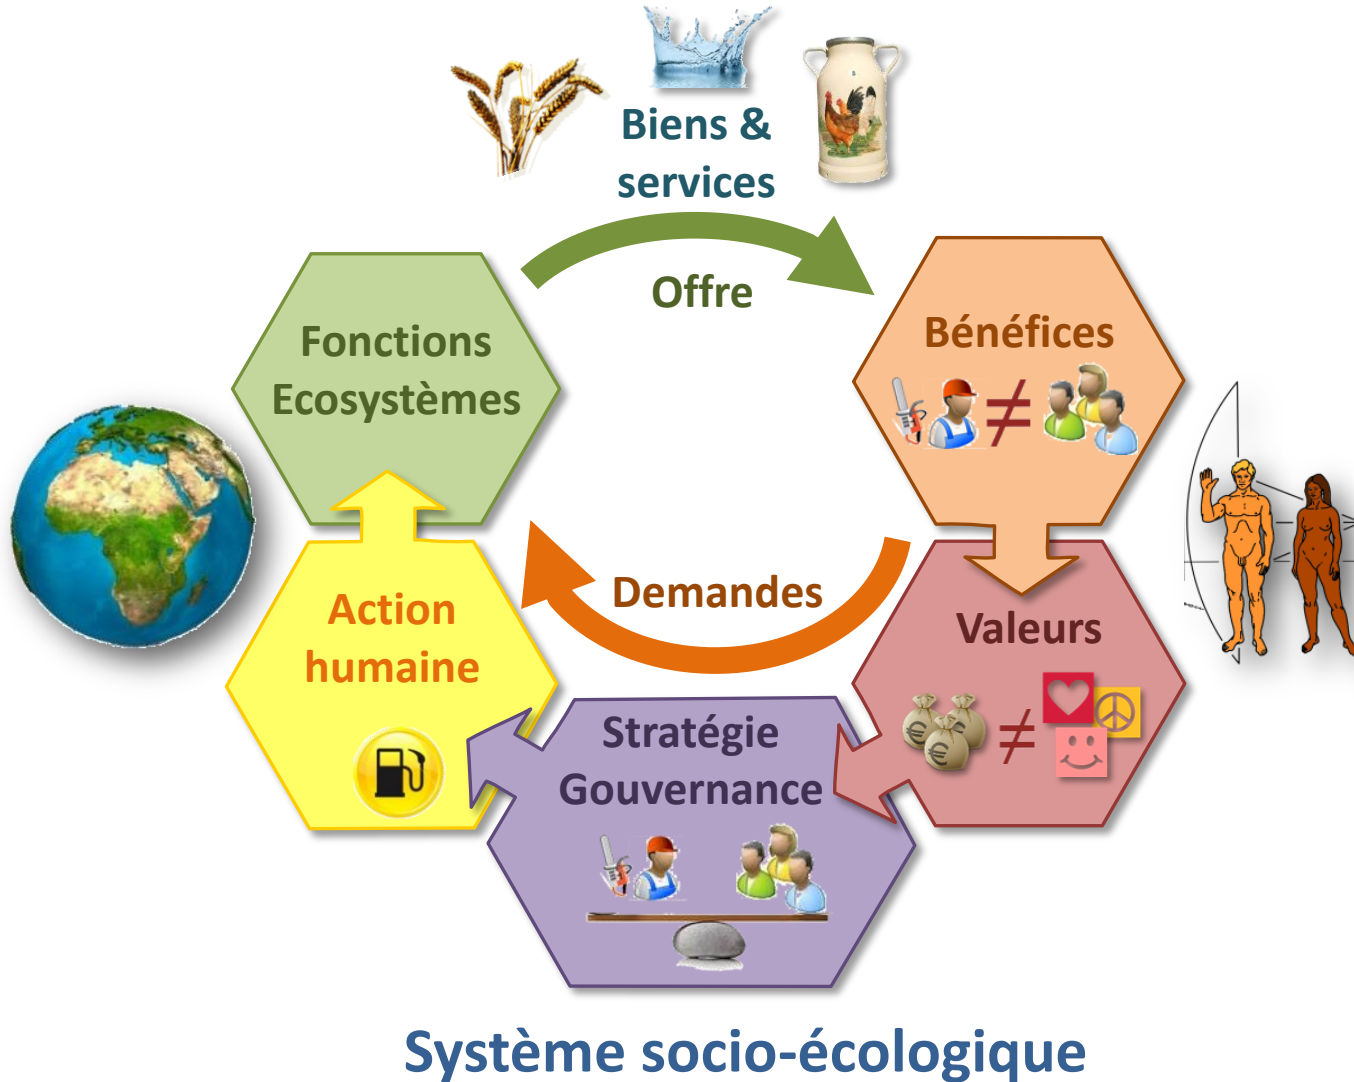 Biens &
services
Offre
Fonctions
Ecosystèmes
Bénéfices
≠
Demandes
Action
humaine
Valeurs
€ € € ≠
Stratégie
Gouvernance
Système socio-écologique